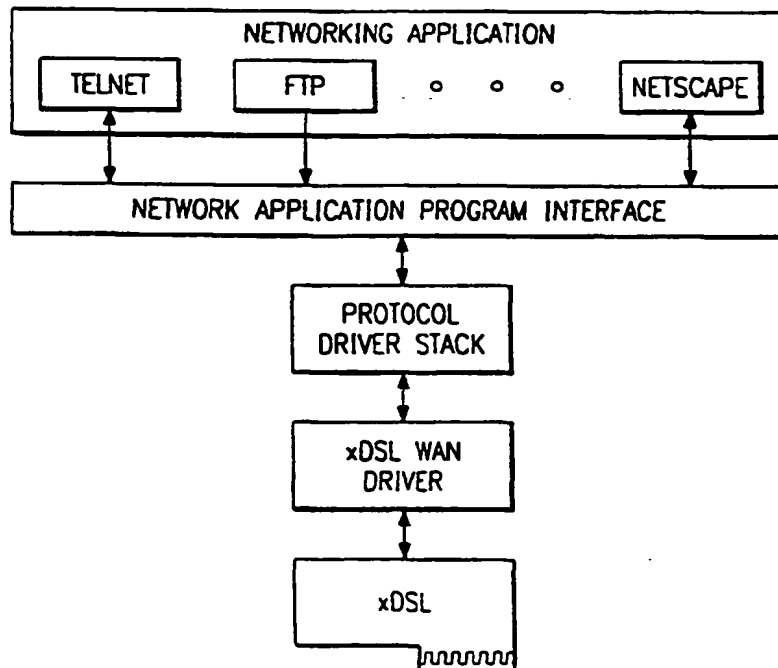 NETWORKING APPLICATION
TELNET
FTP
NETSCAPE
NETWORK APPLICATION PROGRAM INTERFACE
PROTOCOL
DRIVER STACK
xDSL WAN
DRIVER
xDSL